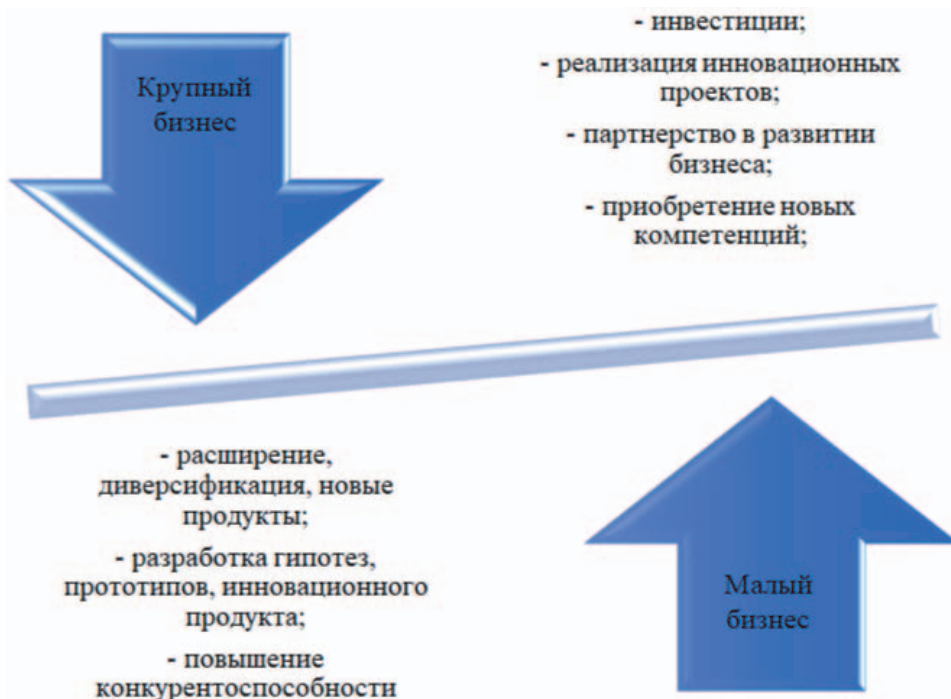 Крупный
бизнес
- инвестиции;
- реализация инновационных
проектов;
- партнерство в развитии
бизнеса;
- приобретение новых
компетенций;
- расширение,
диверсификация, новые
продукты;
- разработка гипотез,
прототипов, инновационного
продукта;
- повышение
конкурентоспособности
Малый
бизнес